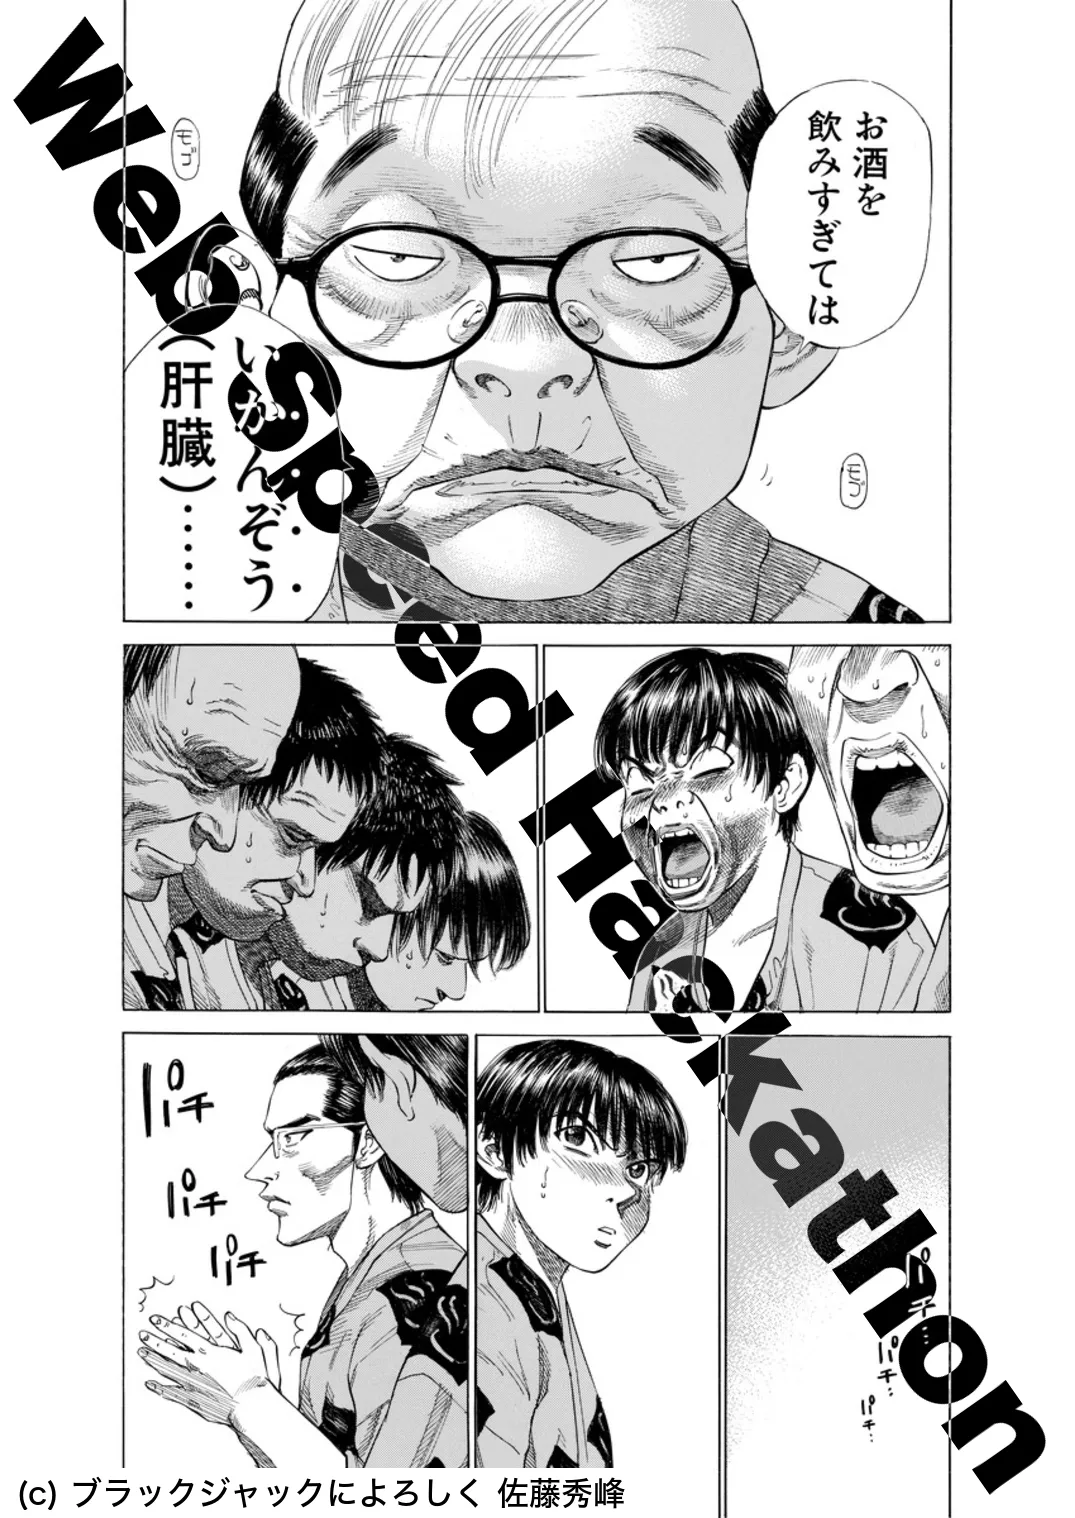 お酒を
飲みすぎては
いかんぞう
(肝臓)……
モゴ
モゴ
パチ…
パチ…
パチ…
パチ
パチ
パチ
Web Speed Hackathon
(c) ブラックジャックによろしく 佐藤秀峰